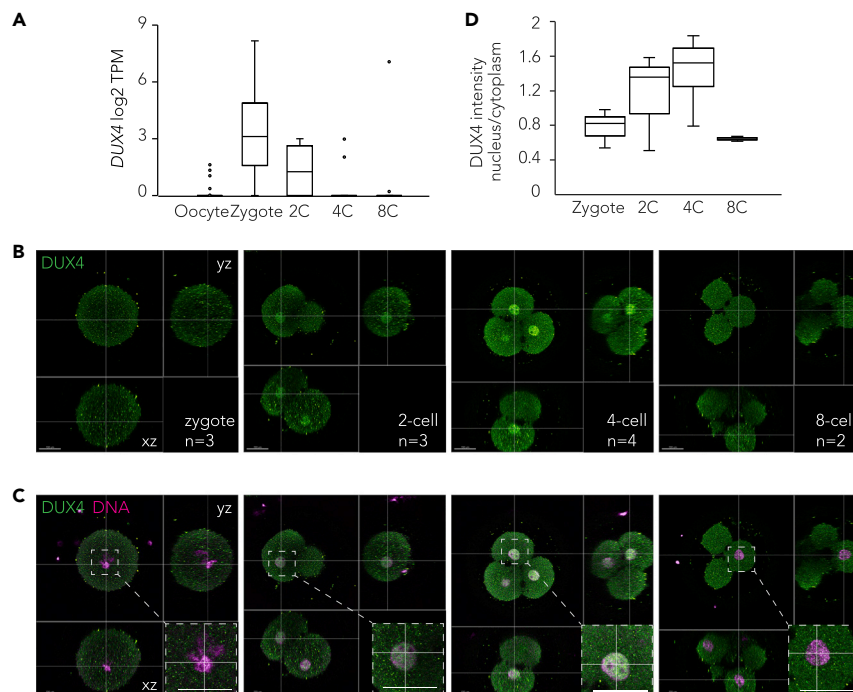 A
DUX4 log2 TPM
9
6
3
0
Oocyte Zygote 2C 4C 8C
D
DUX4 intensity
nucleus/cytoplasm
2
1.6
1.2
0.8
0.4
0
Zygote 2C 4C 8C
B
DUX4
yz
xz
zygote
n=3
2-cell
n=3
4-cell
n=4
8-cell
n=2
C
DUX4 DNA
yz
xz